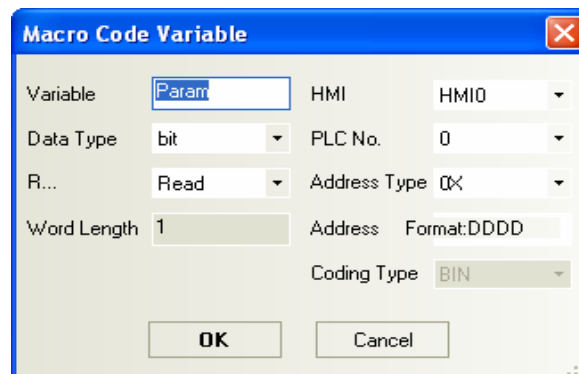 Macro Code Variable
Variable Param HMI HMI0
Data Type bit PLC No. 0
R... Read Address Type 0X
Word Length 1 Address Format:DDDD
Coding Type BIN
OK Cancel